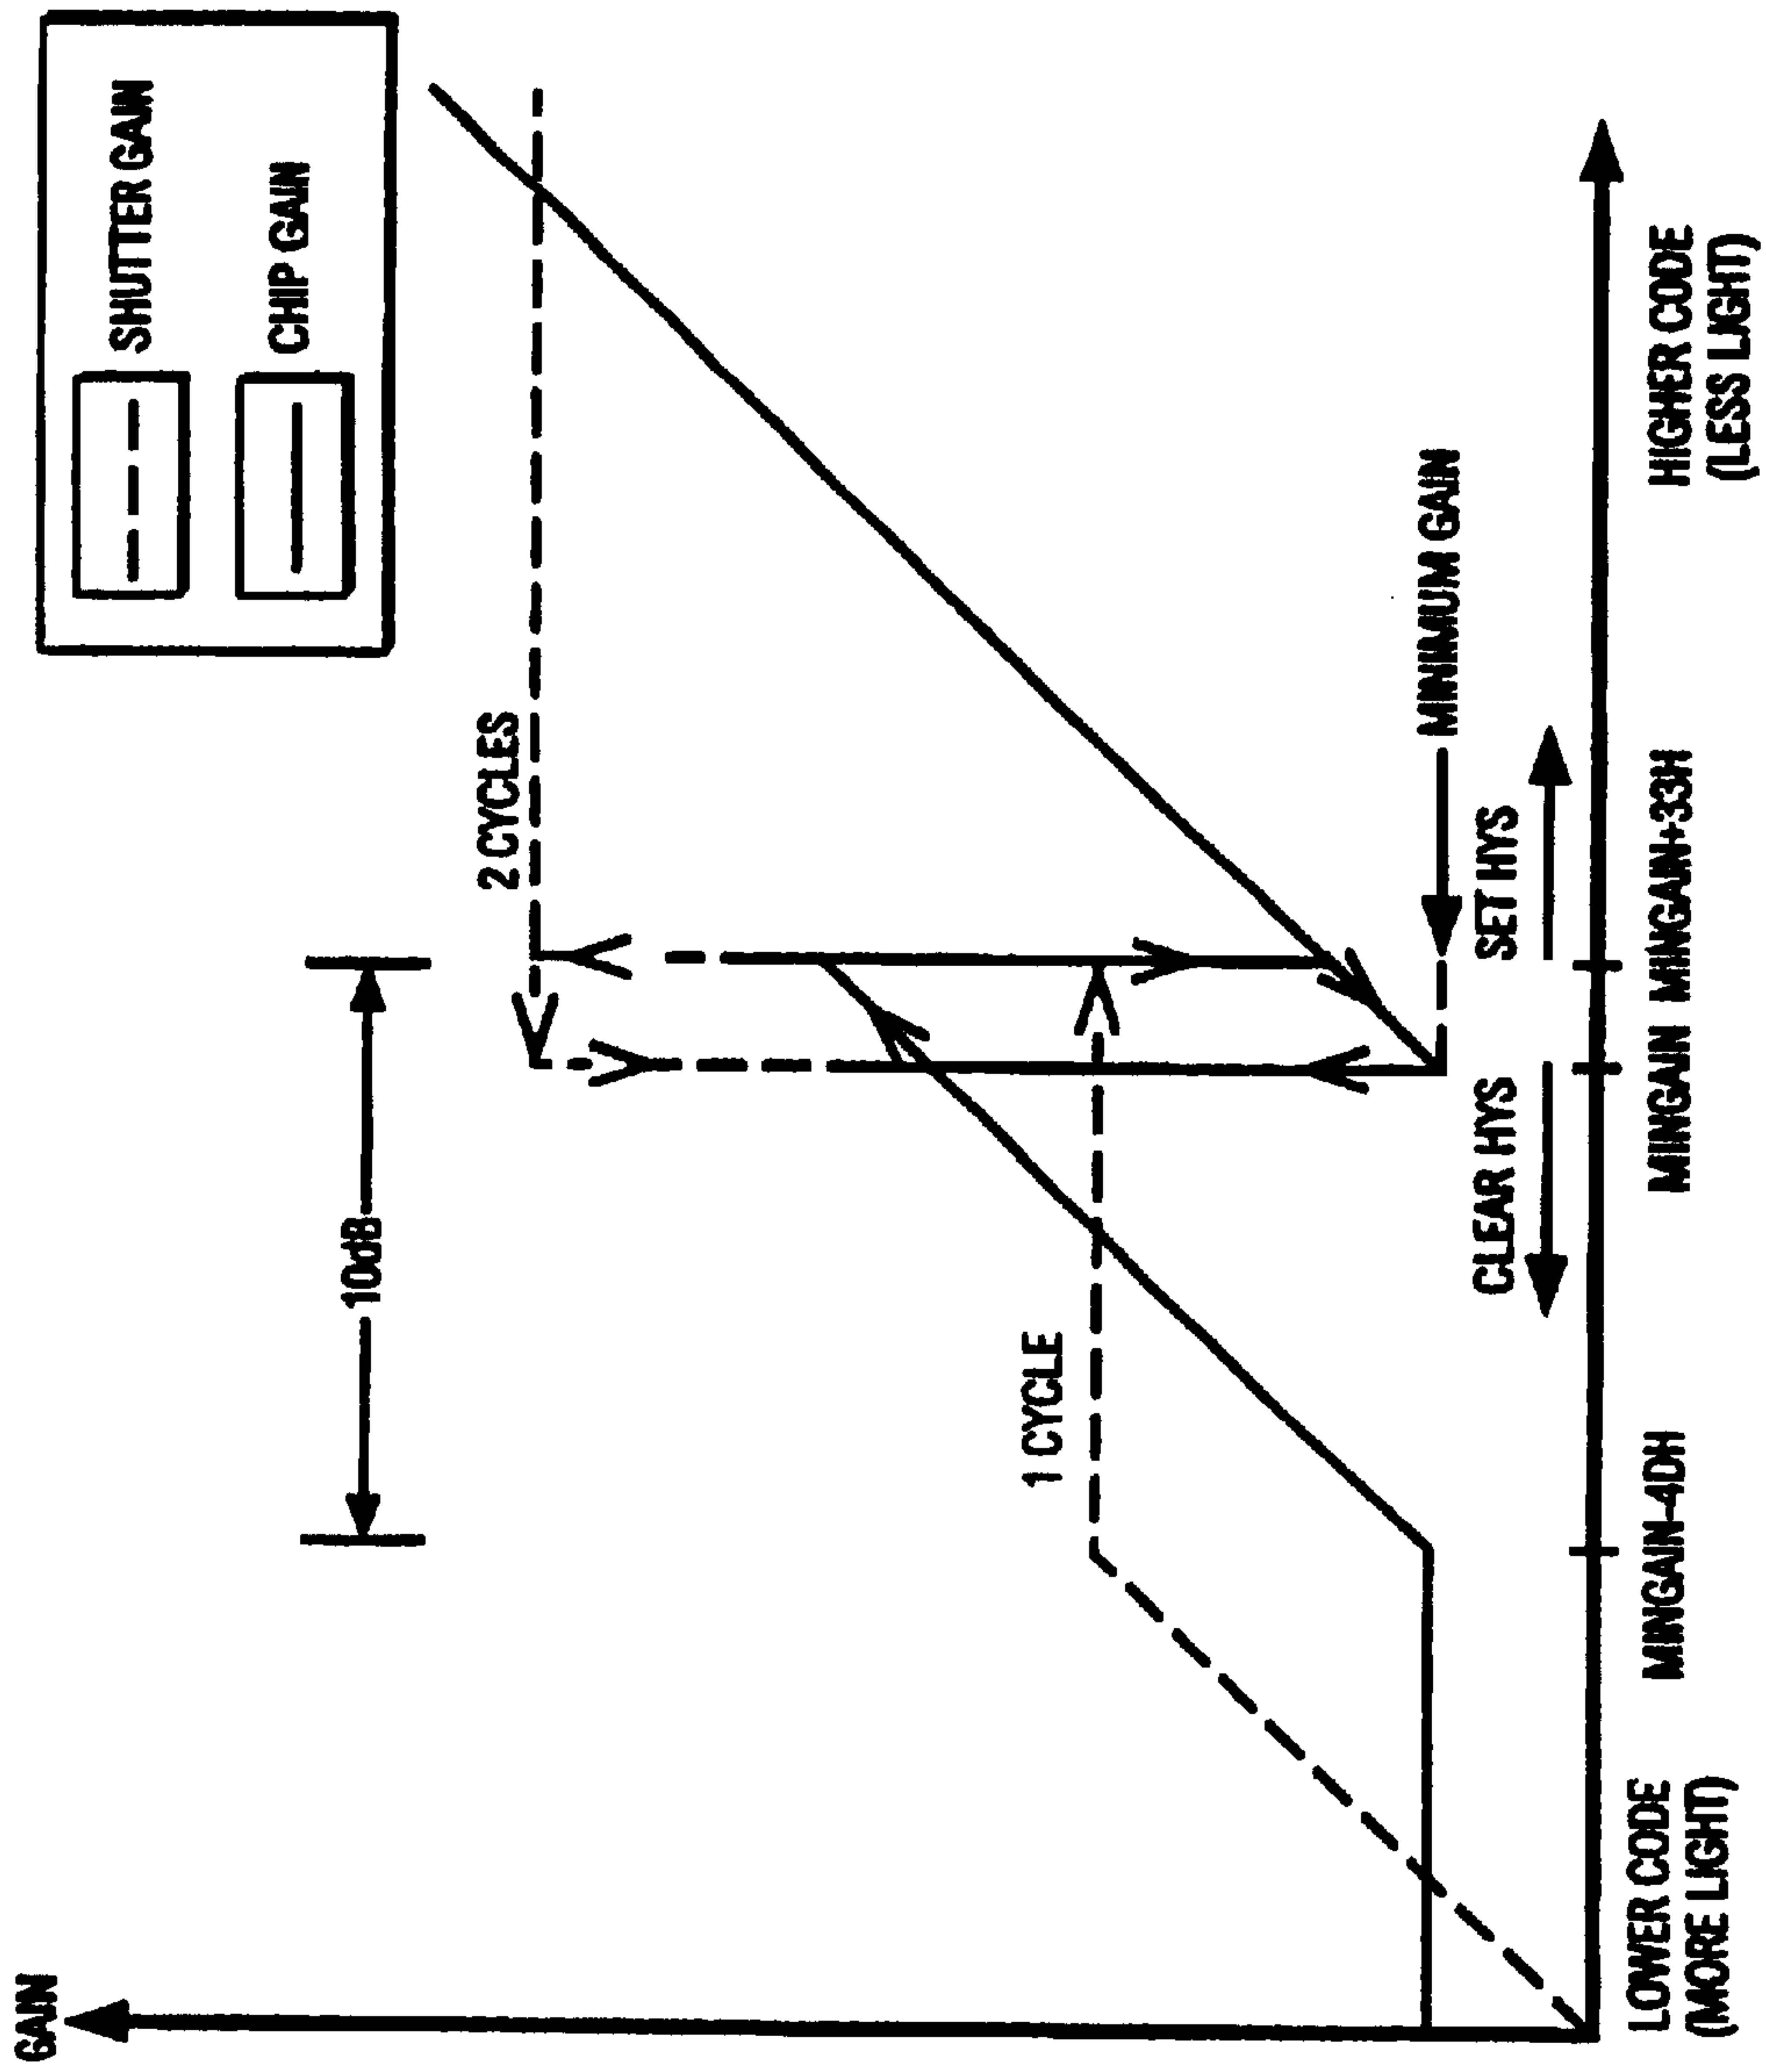 GAIN
SHUTTER GAIN
CHIP GAIN
10dB
2 CYCLES
1 CYCLE
MINIMUM GAIN
CLEAR HYS
SET HYS
LOWER CODE
(MORE LIGHT)
MINGAIN-4DH
MINGAIN
MINGAIN+33H
HIGHER CODE
(LESS LIGHT)